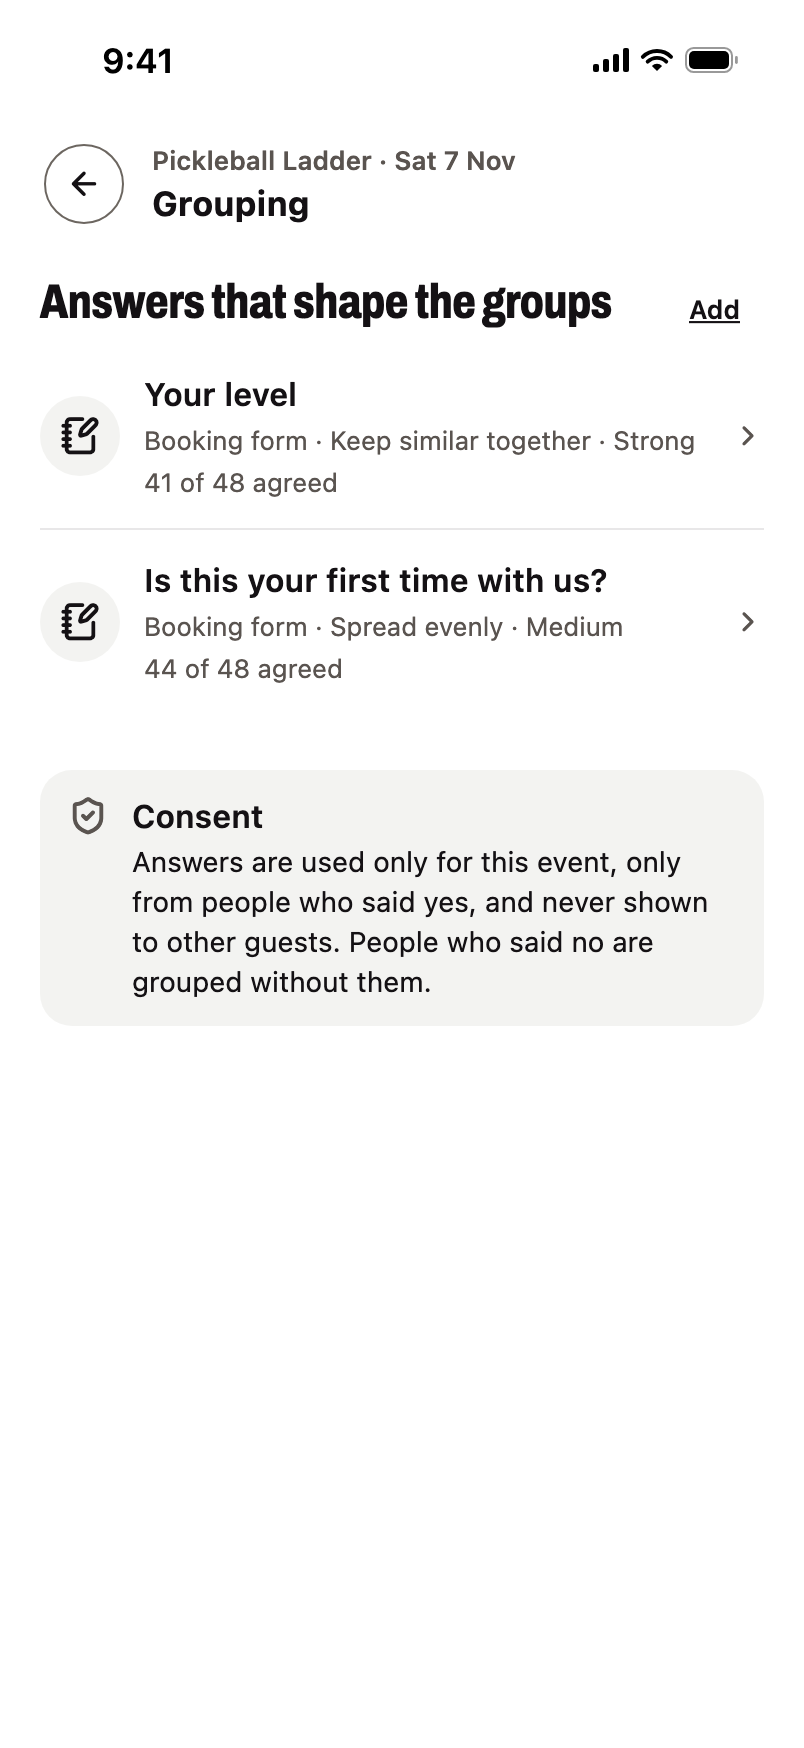 9:41
Pickleball Ladder · Sat 7 Nov
Grouping
Answers that shape the groups
Add
Your level
Booking form · Keep similar together · Strong
41 of 48 agreed
Is this your first time with us?
Booking form · Spread evenly · Medium
44 of 48 agreed
Consent
Answers are used only for this event, only
from people who said yes, and never shown
to other guests. People who said no are
grouped without them.